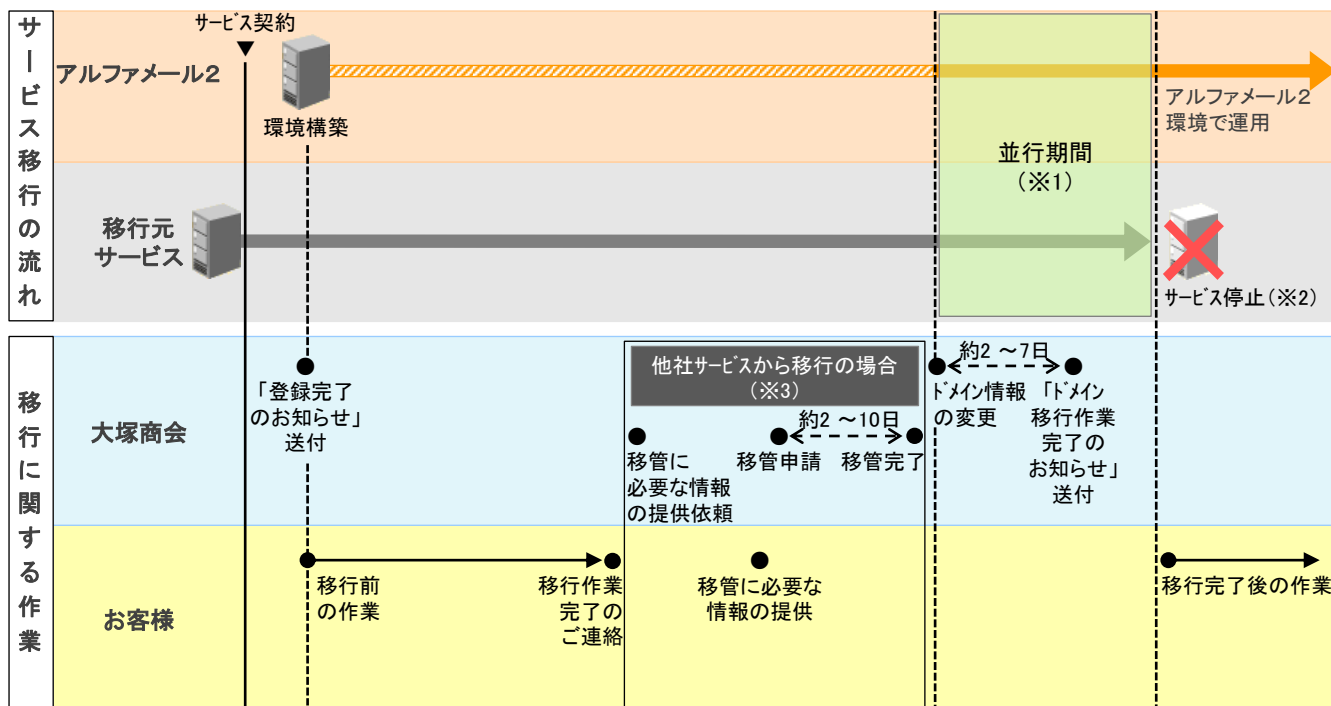 サービス移行の流れ
サービス契約
アルファメール2
環境構築
アルファメール2
環境で運用
並行期間
(※1)
移行元
サービス
サービス停止(※2)
移行に関する作業
大塚商会
「登録完了
のお知らせ」
送付
他社サービスから移行の場合
(※3)
移管に
必要な情報
の提供依頼
約2 ～10日
移管申請
移管完了
約2 ～7日
ドメイン情報
の変更
「ドメイン
移行作業
完了の
お知らせ」
送付
お客様
移行前
の作業
移行作業
完了の
ご連絡
移管に必要な
情報の提供
移行完了後の作業